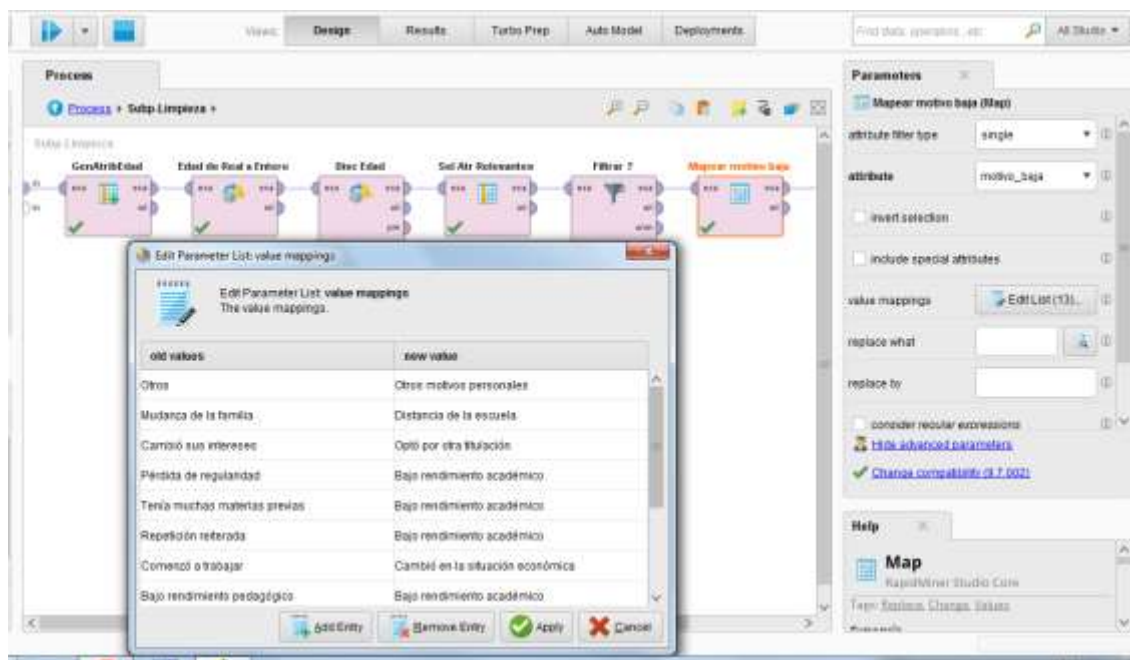 Views: Design Results Turbo Prep Auto Model Deployments
Find data, operators, etc All Studio
Process
Process Subp.Limpieza
Subp.Limpieza
GenAtribEdad Edad de Real a Entero Disc Edad Sel Atr Relevantes Filtrar ? Mapear motivo baja
Edit Parameter List: value mappings
Edit Parameter List: value mappings
The value mappings.
old values new value
Otros Otros motivos personales
Mudanza de la familia Distancia de la escuela
Cambió sus intereses Optó por otra titulación
Pérdida de regularidad Bajo rendimiento académico
Tenía muchas materias previas Bajo rendimiento académico
Repetición reiterada Bajo rendimiento académico
Comenzó a trabajar Cambió en la situación económica
Bajo rendimiento pedagógico Bajo rendimiento académico
Add Entry Remove Entry Apply Cancel
Parameters
Mapear motivo baja (Map)
attribute filter type single
attribute motivo_baja
invert selection
include special attributes
value mappings Edit List (13)...
replace what
replace by
consider regular expressions
Hide advanced parameters
Change compatibility (9.7.002)
Help
Map
RapidMiner Studio Core
Tags: Replace, Change, Values